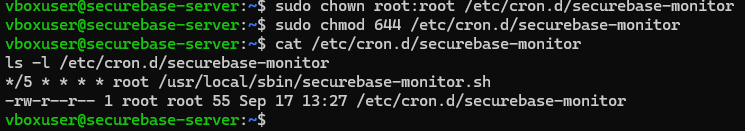 vboxuser@securebase-server:~$ sudo chown root:root /etc/cron.d/securebase-monitor
vboxuser@securebase-server:~$ sudo chmod 644 /etc/cron.d/securebase-monitor
vboxuser@securebase-server:~$ cat /etc/cron.d/securebase-monitor
ls -l /etc/cron.d/securebase-monitor
*/5 * * * * root /usr/local/sbin/securebase-monitor.sh
-rw-r--r-- 1 root root 55 Sep 17 13:27 /etc/cron.d/securebase-monitor
vboxuser@securebase-server:~$